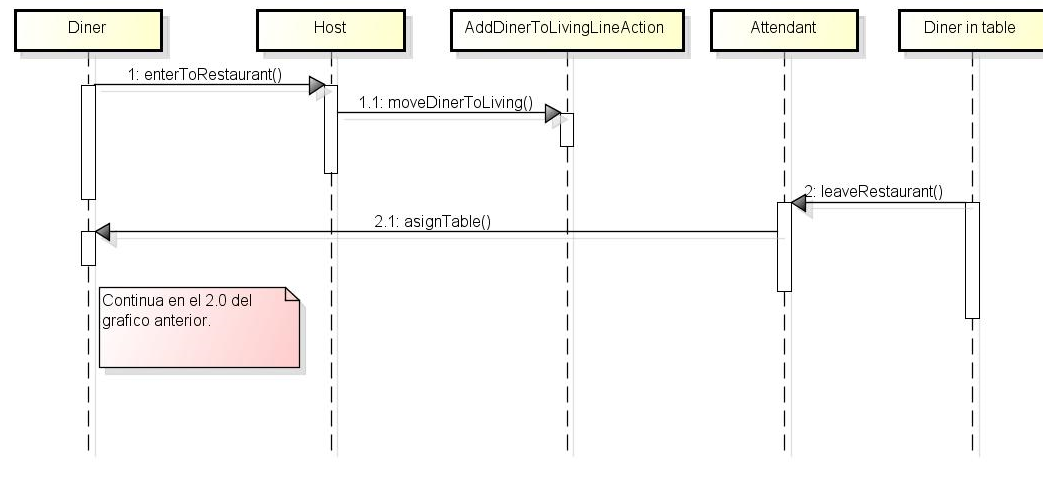 Diner
Host
AddDinerToLivingLineAction
Attendant
Diner in table
1: enterToRestaurant()
1.1: moveDinerToLiving()
2: leaveRestaurant()
2.1: asignTable()
Continua en el 2.0 del
grafico anterior.